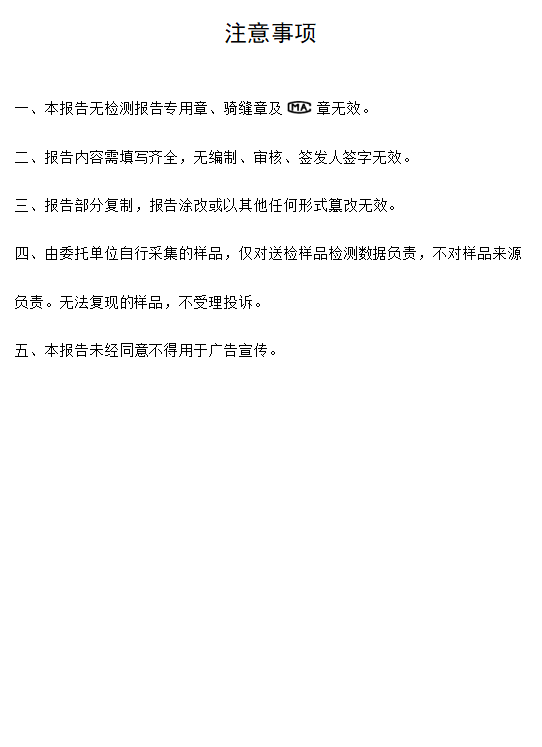 注意事项
一、本报告无检测报告专用章、骑缝章及 MA 章无效。
二、报告内容需填写齐全，无编制、审核、签发人签字无效。
三、报告部分复制，报告涂改或以其他任何形式篡改无效。
四、由委托单位自行采集的样品，仅对送检样品检测数据负责，不对样品来源
负责。无法复现的样品，不受理投诉。
五、本报告未经同意不得用于广告宣传。